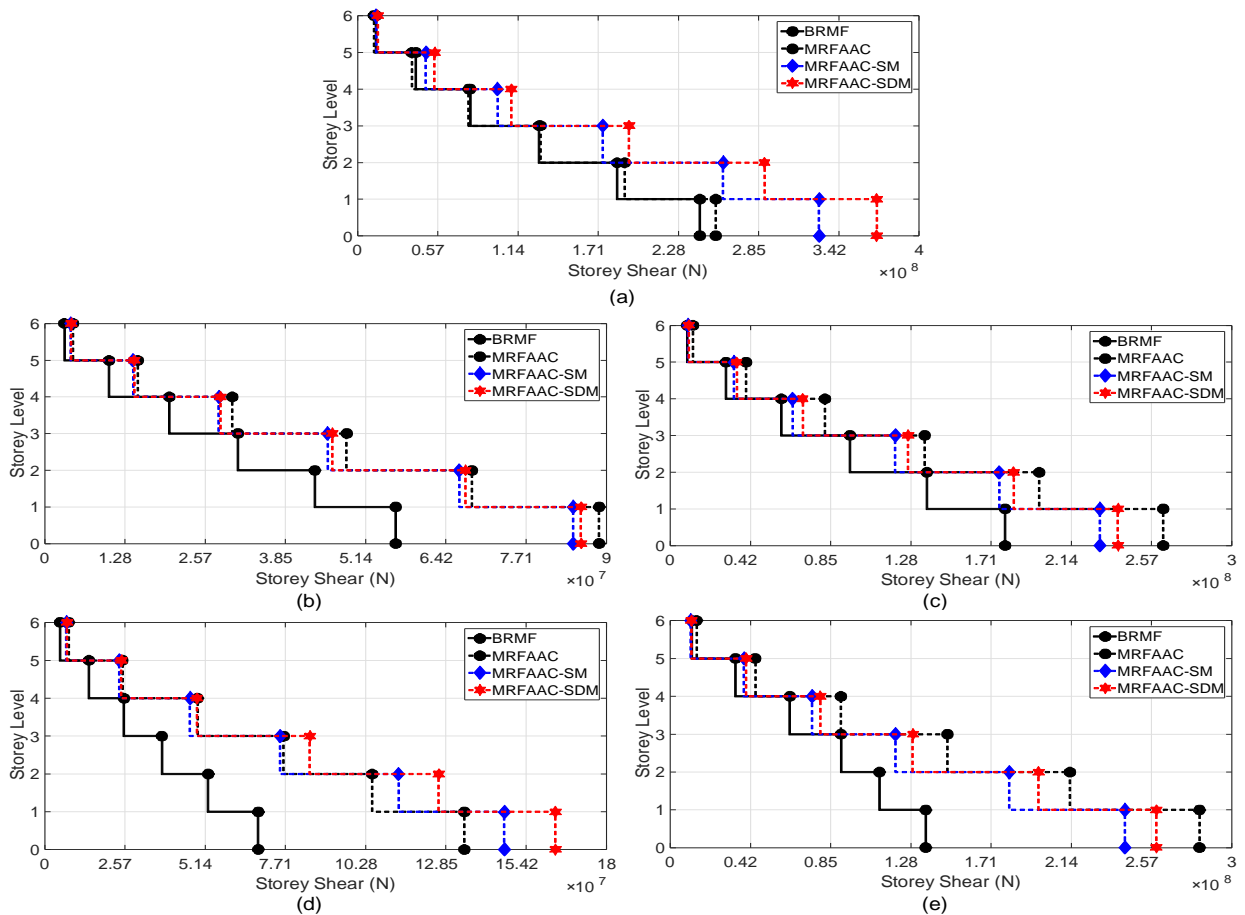 6
5
4
3
2
1
0
Storey Level
BRMF
MRFAAC
MRFAAC-SM
MRFAAC-SDM
0 0.57 1.14 1.71 2.28 2.85 3.42 4
Storey Shear (N)
×10 8
(a)
6
5
4
3
2
1
0
Storey Level
BRMF
MRFAAC
MRFAAC-SM
MRFAAC-SDM
0 1.28 2.57 3.85 5.14 6.42 7.71 9
Storey Shear (N)
×10 7
(b)
6
5
4
3
2
1
0
Storey Level
BRMF
MRFAAC
MRFAAC-SM
MRFAAC-SDM
0 0.42 0.85 1.28 1.71 2.14 2.57 3
Storey Shear (N)
×10 8
(c)
6
5
4
3
2
1
0
Storey Level
BRMF
MRFAAC
MRFAAC-SM
MRFAAC-SDM
0 2.57 5.14 7.71 10.28 12.85 15.42 18
Storey Shear (N)
×10 7
(d)
6
5
4
3
2
1
0
Storey Level
BRMF
MRFAAC
MRFAAC-SM
MRFAAC-SDM
0 0.42 0.85 1.28 1.71 2.14 2.57 3
Storey Shear (N)
×10 8
(e)